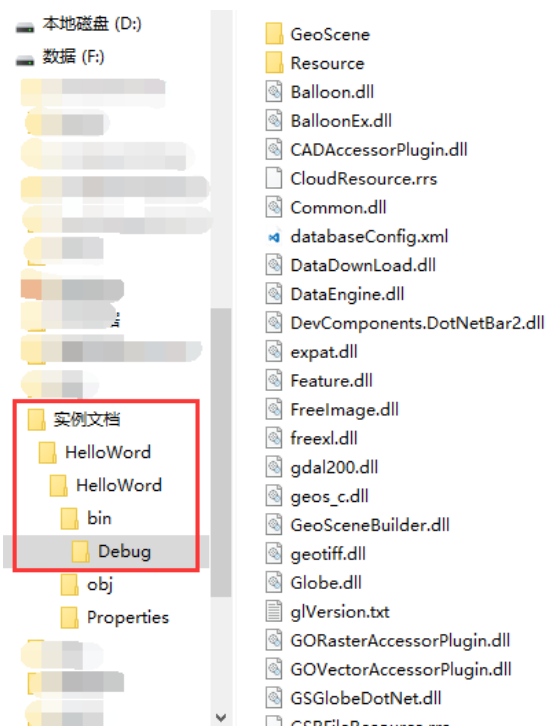 本地磁盘 (D:)
数据 (F:)
实例文档
HelloWord
HelloWord
bin
Debug
obj
Properties
GeoScene
Resource
Balloon.dll
BalloonEx.dll
CADAccessorPlugin.dll
CloudResource.rrs
Common.dll
databaseConfig.xml
DataDownLoad.dll
DataEngine.dll
DevComponents.DotNetBar2.dll
expat.dll
Feature.dll
FreeImage.dll
freexl.dll
gdal200.dll
geos_c.dll
GeoSceneBuilder.dll
geotiff.dll
Globe.dll
glVersion.txt
GORasterAccessorPlugin.dll
GOVectorAccessorPlugin.dll
GSGlobeDotNet.dll